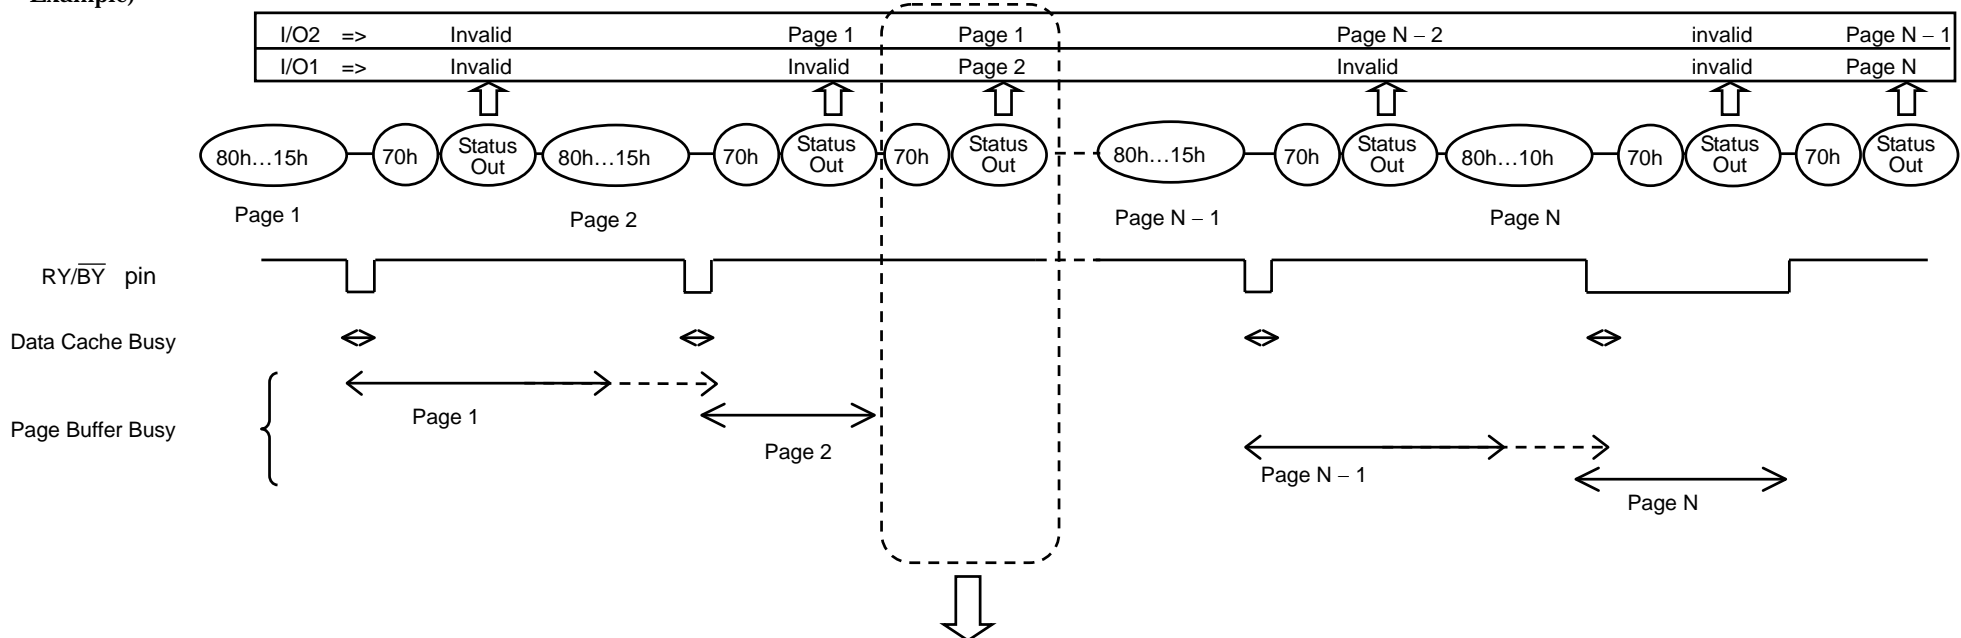 Example)
I/O2 => Invalid Page 1 Page 1 Page N – 2 invalid Page N – 1
I/O1 => Invalid Invalid Page 2 Invalid invalid Page N
80h…15h 70h Status Out 80h…15h 70h Status Out 70h Status Out 80h…15h 70h Status Out 80h…10h 70h Status Out 70h Status Out
Page 1 Page 2 Page N – 1 Page N
RY/BY pin
Data Cache Busy
Page Buffer Busy
Page 1
Page 2
Page N – 1
Page N